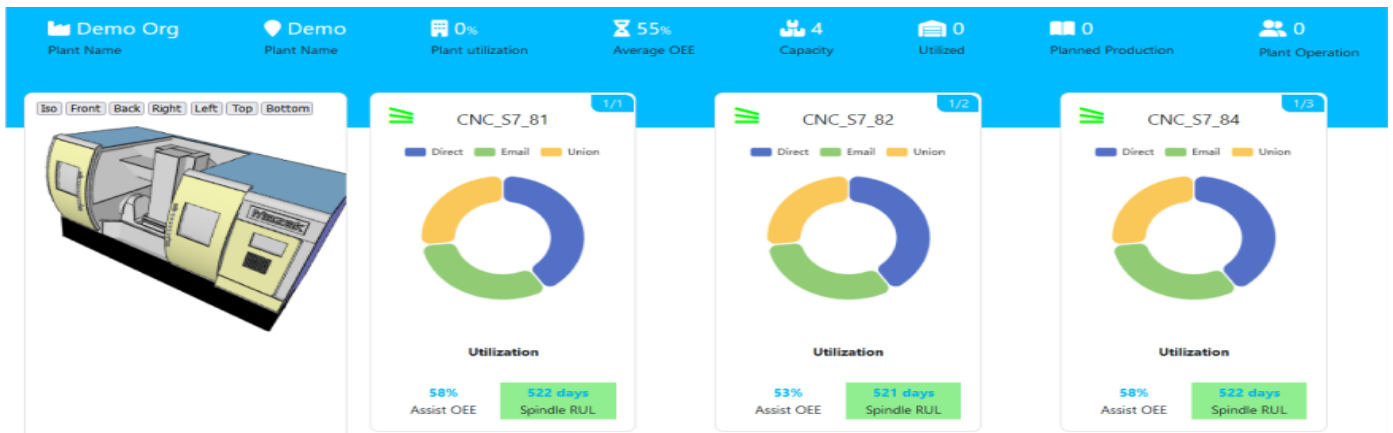 Demo Org
Plant Name
Demo
Plant Name
0%
Plant utilization
55%
Average OEE
4
Capacity
0
Utilized
0
Planned Production
0
Plant Operation
Iso Front Back Right Left Top Bottom
Mazak
1/1
CNC_S7_81
Direct Email Union
Utilization
58%
Assist OEE
522 days
Spindle RUL
1/2
CNC_S7_82
Direct Email Union
Utilization
53%
Assist OEE
521 days
Spindle RUL
1/3
CNC_S7_84
Direct Email Union
Utilization
58%
Assist OEE
522 days
Spindle RUL